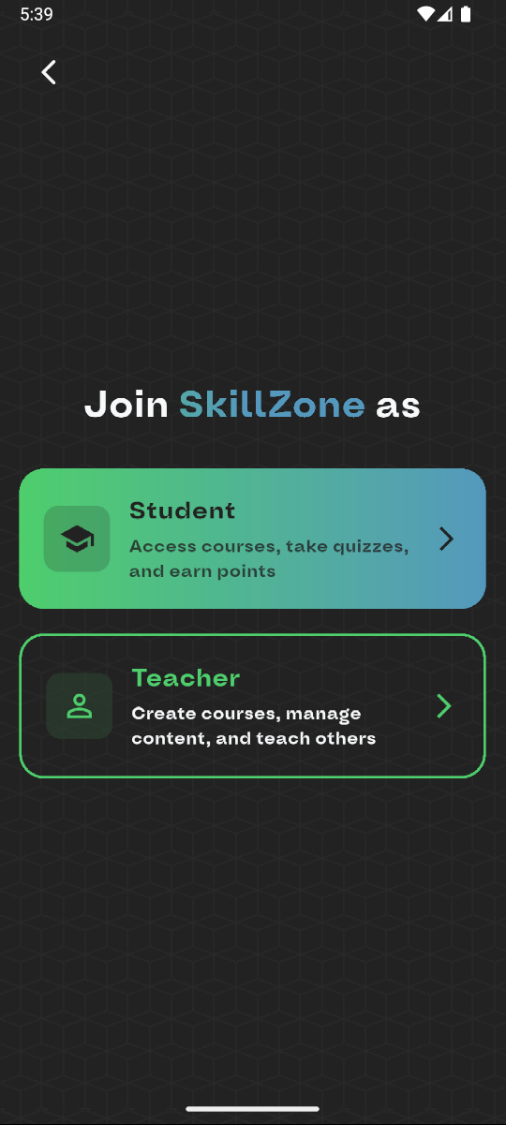 5:39
Join SkillZone as
Student
Access courses, take quizzes,
and earn points
Teacher
Create courses, manage
content, and teach others